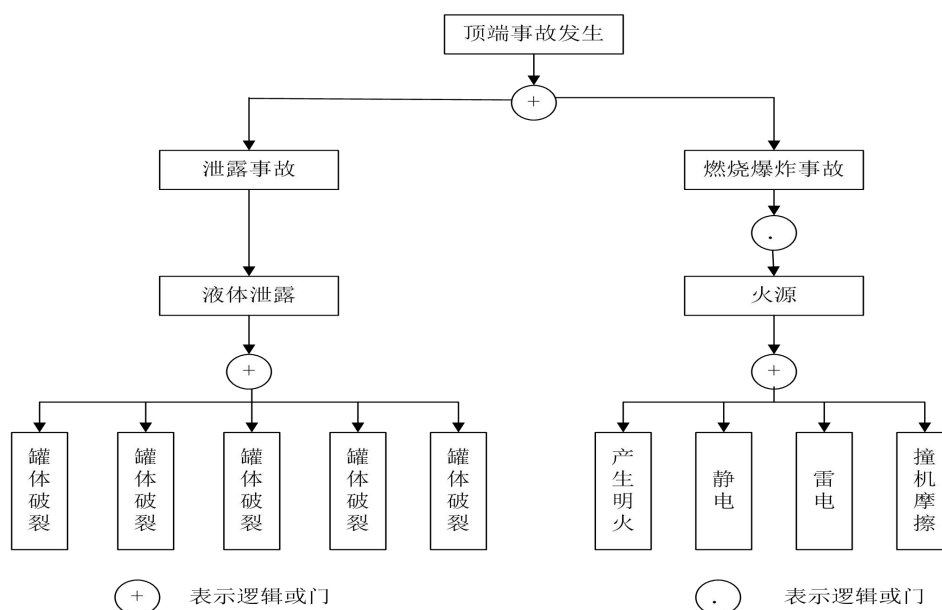 顶端事故发生
+
泄露事故
燃烧爆炸事故
.
液体泄露
火源
+
+
罐体破裂
罐体破裂
罐体破裂
罐体破裂
罐体破裂
产生明火
静电
雷电
撞机摩擦
+ 表示逻辑或门
. 表示逻辑或门